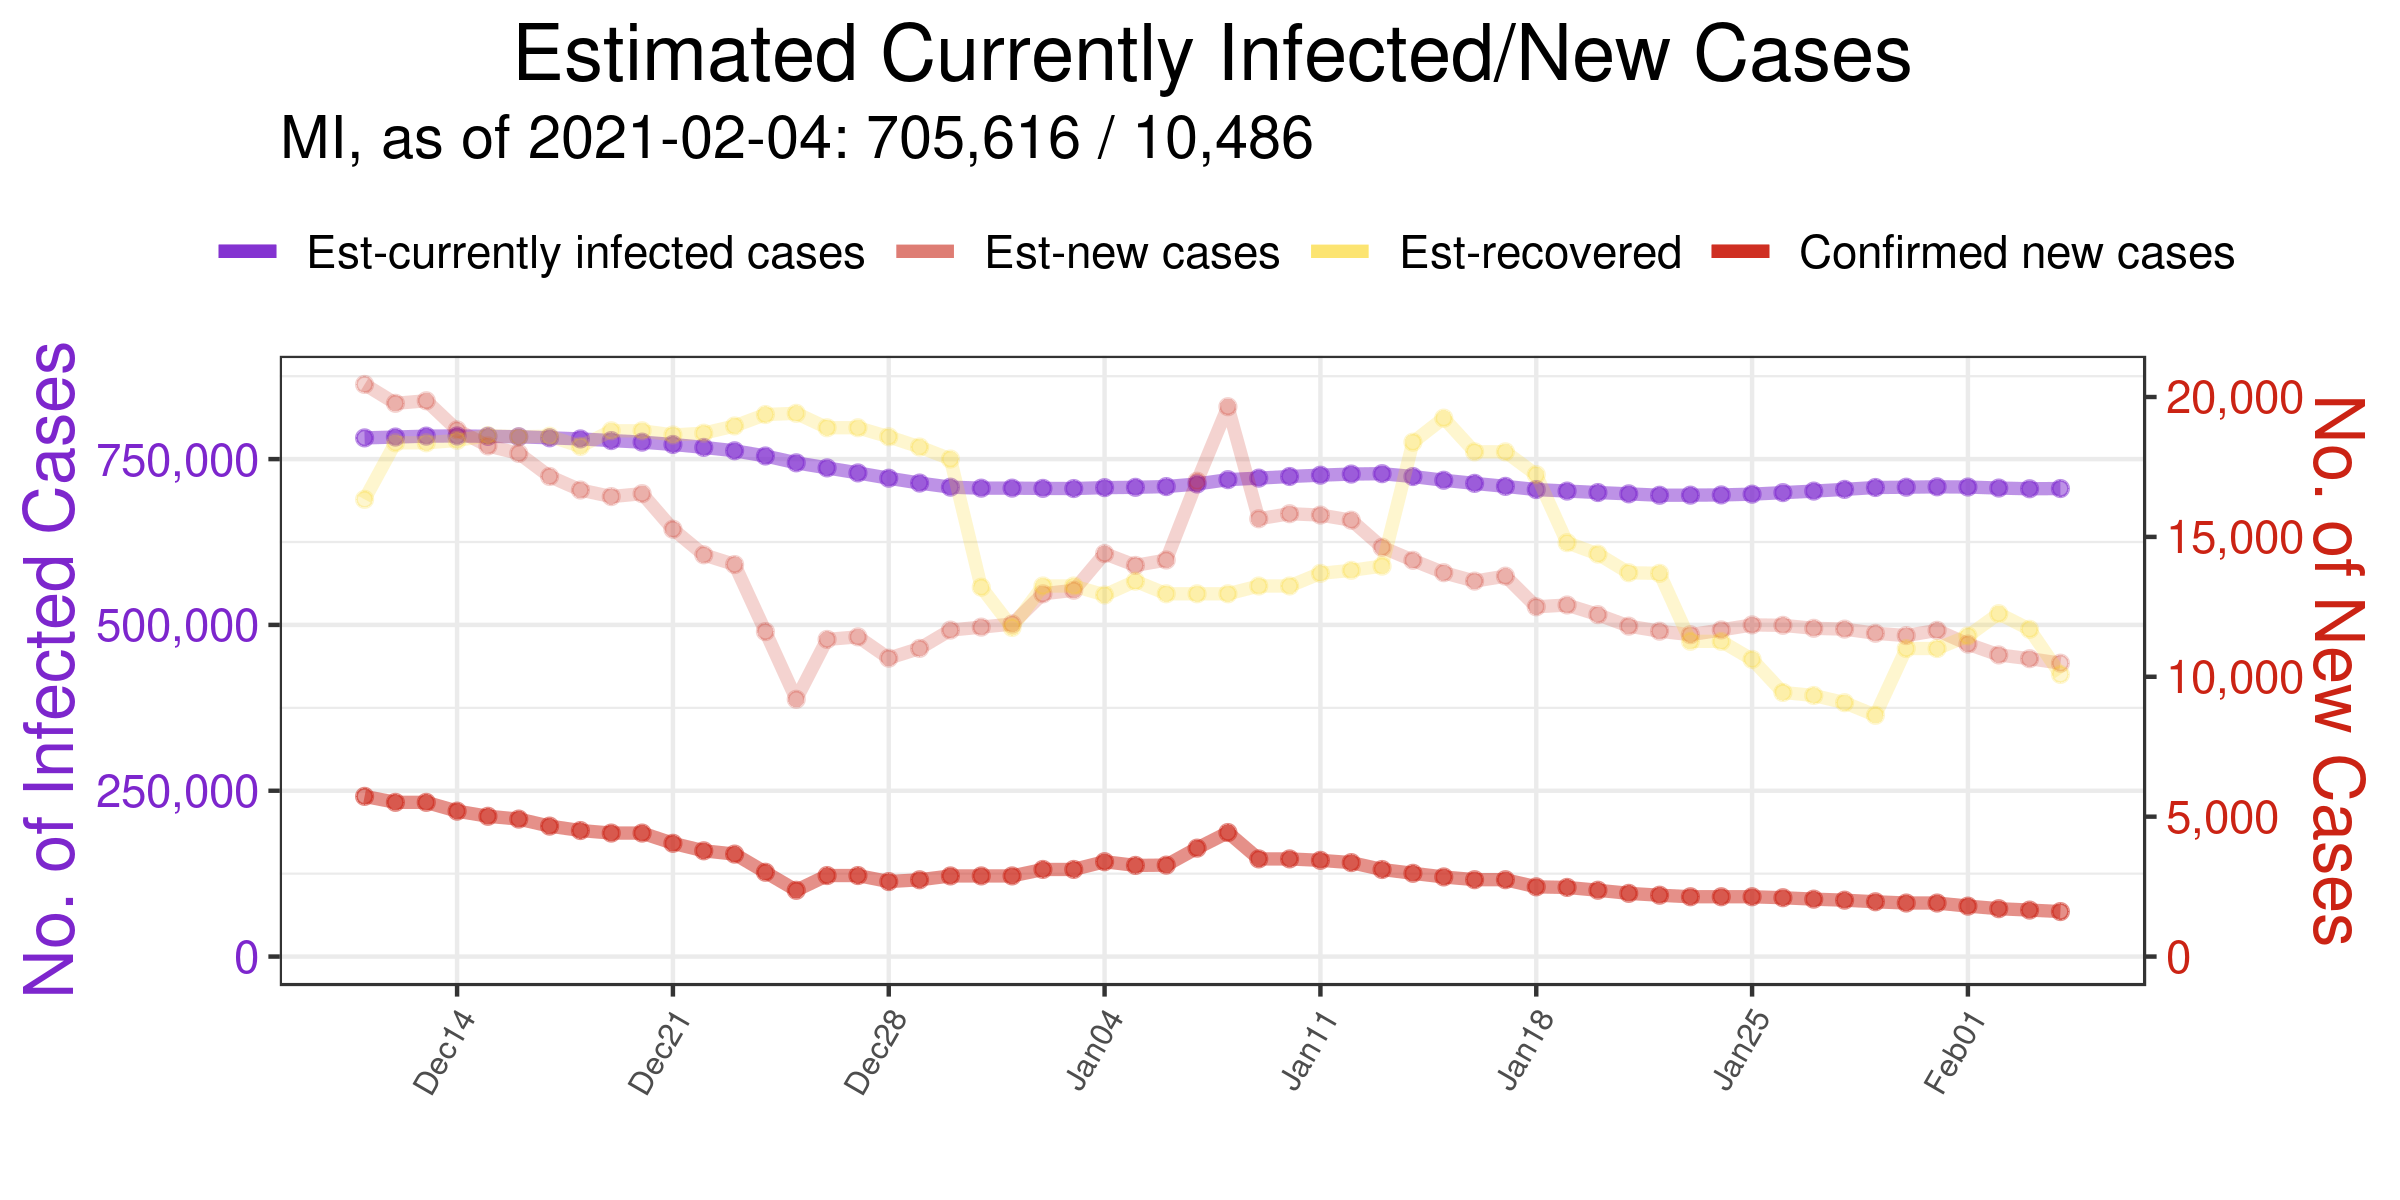 Estimated Currently Infected/New Cases
MI, as of 2021-02-04: 705,616 / 10,486
Est-currently infected cases Est-new cases Est-recovered Confirmed new cases
No. of Infected Cases
750,000
500,000
250,000
0
20,000
15,000
10,000
5,000
0
No. of New Cases
Dec14 Dec21 Dec28 Jan04 Jan11 Jan18 Jan25 Feb01